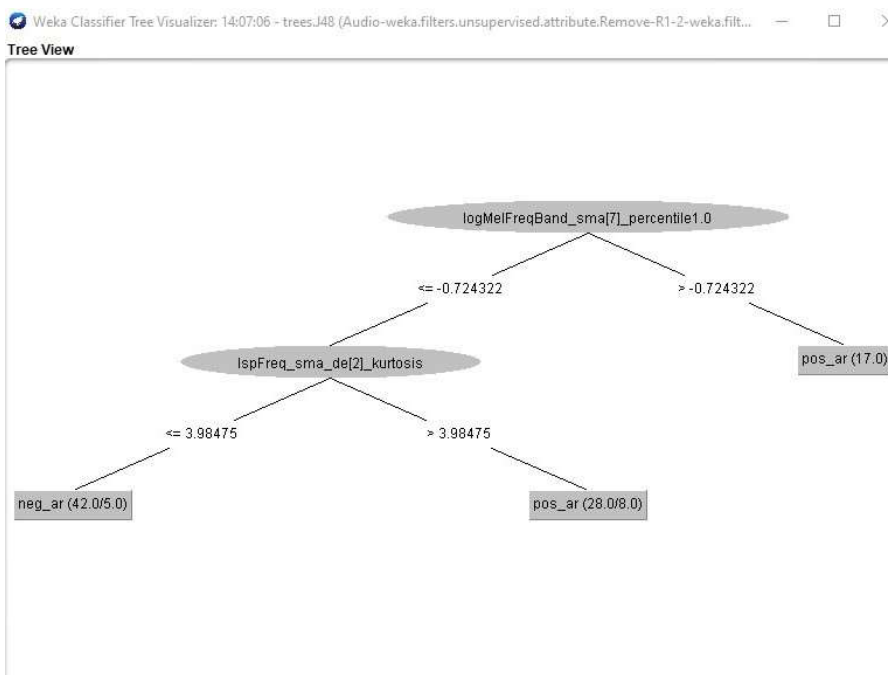 Weka Classifier Tree Visualizer: 14:07:06 - trees.J48 (Audio-weka.filters.unsupervised.attribute.Remove-R1-2-weka.filt...
Tree View
logMelFreqBand_sma[7]_percentile1.0
<= -0.724322
> -0.724322
lspFreq_sma_de[2]_kurtosis
pos_ar (17.0)
<= 3.98475
> 3.98475
neg_ar (42.0/5.0)
pos_ar (28.0/8.0)